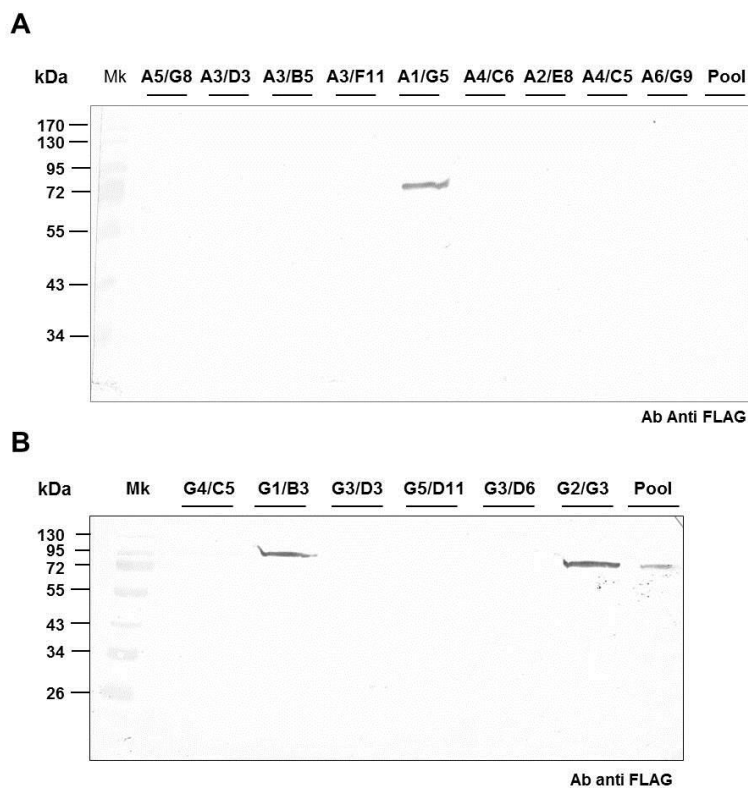 A
kDa Mk A5/G8 A3/D3 A3/B5 A3/F11 A1/G5 A4/C6 A2/E8 A4/C5 A6/G9 Pool
170
130
95
72
55
43
34
Ab Anti FLAG
B
kDa Mk G4/C5 G1/B3 G3/D3 G5/D11 G3/D6 G2/G3 Pool
130
95
72
55
43
34
26
Ab anti FLAG